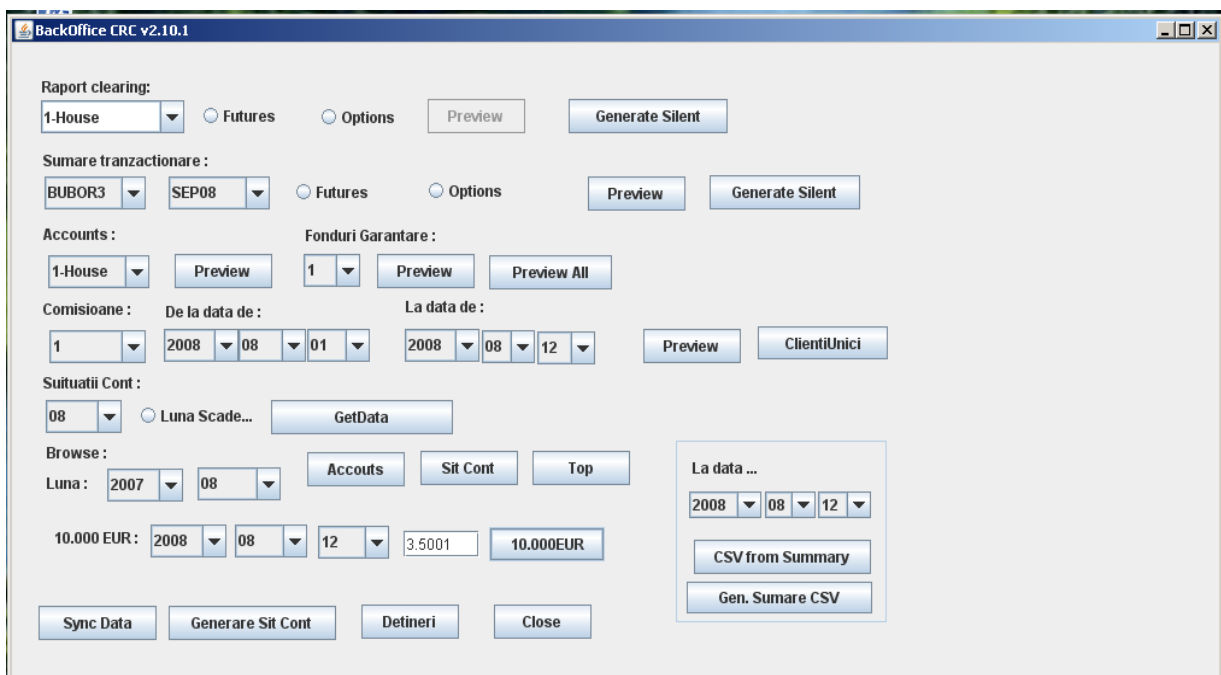 BackOffice CRC v2.10.1
Raport clearing:
1-House Futures Options Preview Generate Silent
Sumare tranzactionare :
BUBOR3 SEP08 Futures Options Preview Generate Silent
Accounts : Fonduri Garantare :
1-House Preview 1 Preview Preview All
Comisioane : De la data de : La data de :
1 2008 08 01 2008 08 12 Preview ClientiUnici
Suituatii Cont :
08 Luna Scade... GetData
Browse :
Luna : 2007 08 Accouts Sit Cont Top
La data ...
2008 08 12
10.000 EUR : 2008 08 12 3.5001 10.000EUR
CSV from Summary
Gen. Sumare CSV
Sync Data Generare Sit Cont Detineri Close